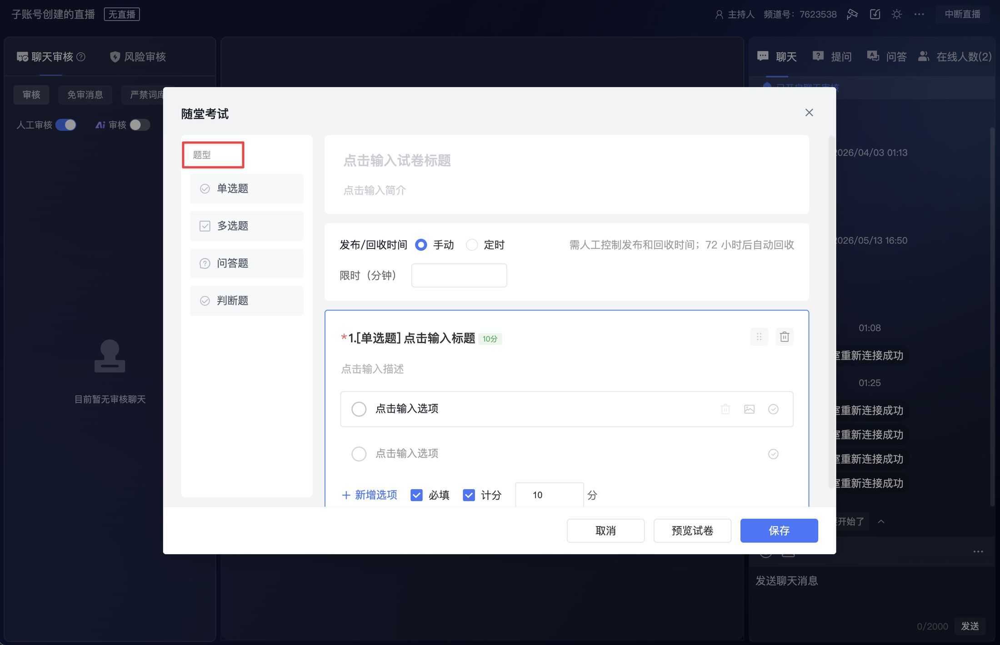 子账号创建的直播 无直播
主持人 频道号：7623538 中断直播
聊天审核 风险审核
审核 免审消息 严禁词库
人工审核 Ai 审核
目前暂无审核聊天
聊天 提问 问答 在线人数(2)
已开启聊天审核
随堂考试
题型
单选题
多选题
问答题
判断题
点击输入试卷标题
点击输入简介
发布/回收时间 手动 定时 需人工控制发布和回收时间；72 小时后自动回收
限时（分钟）
*1.[单选题] 点击输入标题 10分
点击输入描述
点击输入选项
点击输入选项
+ 新增选项 必填 计分 10 分
取消 预览试卷 保存
2026/04/03 01:13
2026/05/13 16:50
01:08
重新连接成功
01:25
重新连接成功
重新连接成功
重新连接成功
重新连接成功
开始了
发送聊天消息
0/2000 发送